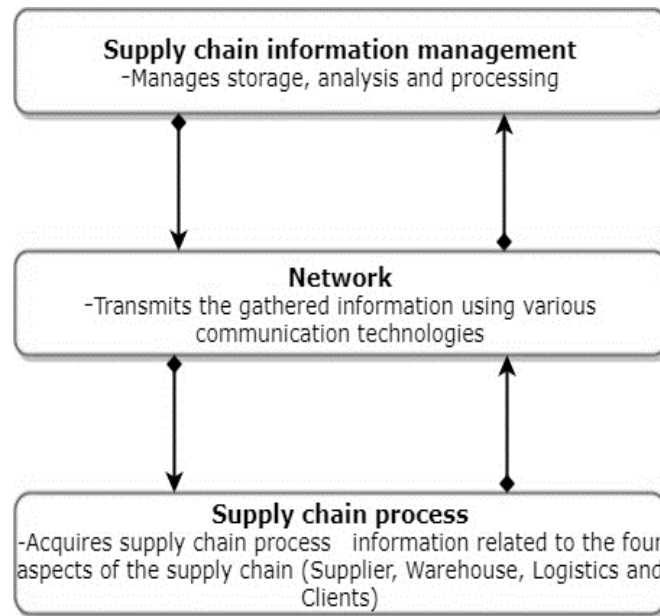 Supply chain information management
-Manages storage, analysis and processing
Network
-Transmits the gathered information using various
communication technologies
Supply chain process
-Acquires supply chain process information related to the four
aspects of the supply chain (Supplier, Warehouse, Logistics and
Clients)